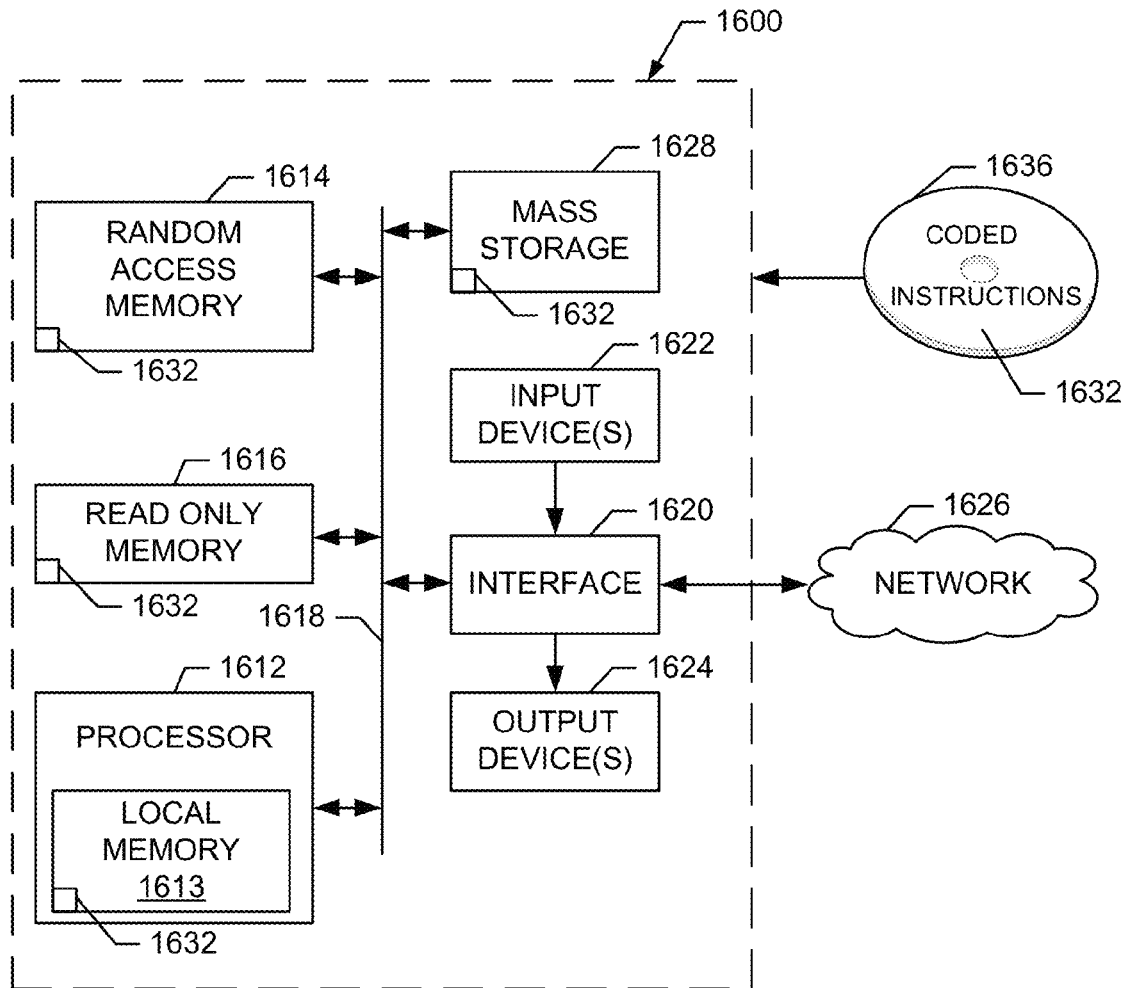 1600
1614
RANDOM
ACCESS
MEMORY
1632
1628
MASS
STORAGE
1632
1636
CODED
INSTRUCTIONS
1632
1622
INPUT
DEVICE(S)
1616
READ ONLY
MEMORY
1632
1618
1620
INTERFACE
1626
NETWORK
1612
PROCESSOR
LOCAL
MEMORY
1613
1632
1624
OUTPUT
DEVICE(S)